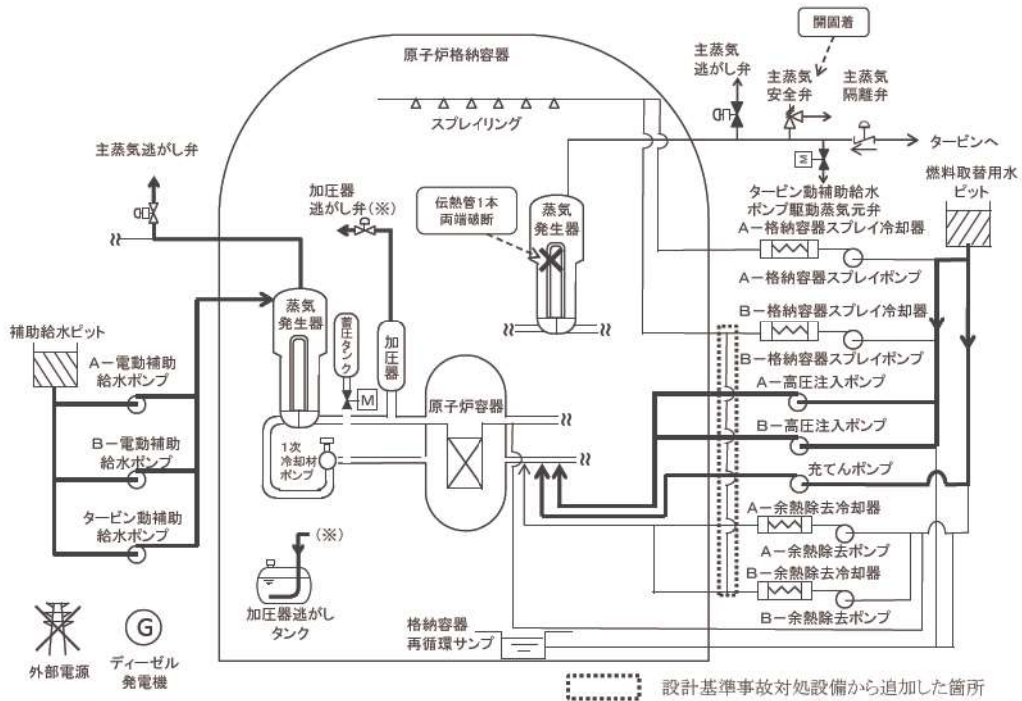 開固着
原子炉格納容器
主蒸気
逃がし弁
主蒸気
安全弁
主蒸気
隔離弁
スプレイリング
タービンへ
主蒸気逃がし弁
加圧器
逃がし弁(※)
伝熱管1本
両端破断
蒸気
発生器
M
タービン動補助給水
ポンプ駆動蒸気元弁
燃料取替用水
ピット
A-格納容器スプレイ冷却器
A-格納容器スプレイポンプ
蒸気
発生器
蓄圧タンク
加圧器
B-格納容器スプレイ冷却器
B-格納容器スプレイポンプ
補助給水ピット
A-電動補助
給水ポンプ
M
原子炉容器
A-高圧注入ポンプ
B-高圧注入ポンプ
B-電動補助
給水ポンプ
1次
冷却材
ポンプ
充てんポンプ
A-余熱除去冷却器
A-余熱除去ポンプ
タービン動補助
給水ポンプ
(※)
B-余熱除去冷却器
B-余熱除去ポンプ
加圧器逃がし
タンク
格納容器
再循環サンプ
外部電源
G
ディーゼル
発電機
設計基準事故対処設備から追加した箇所